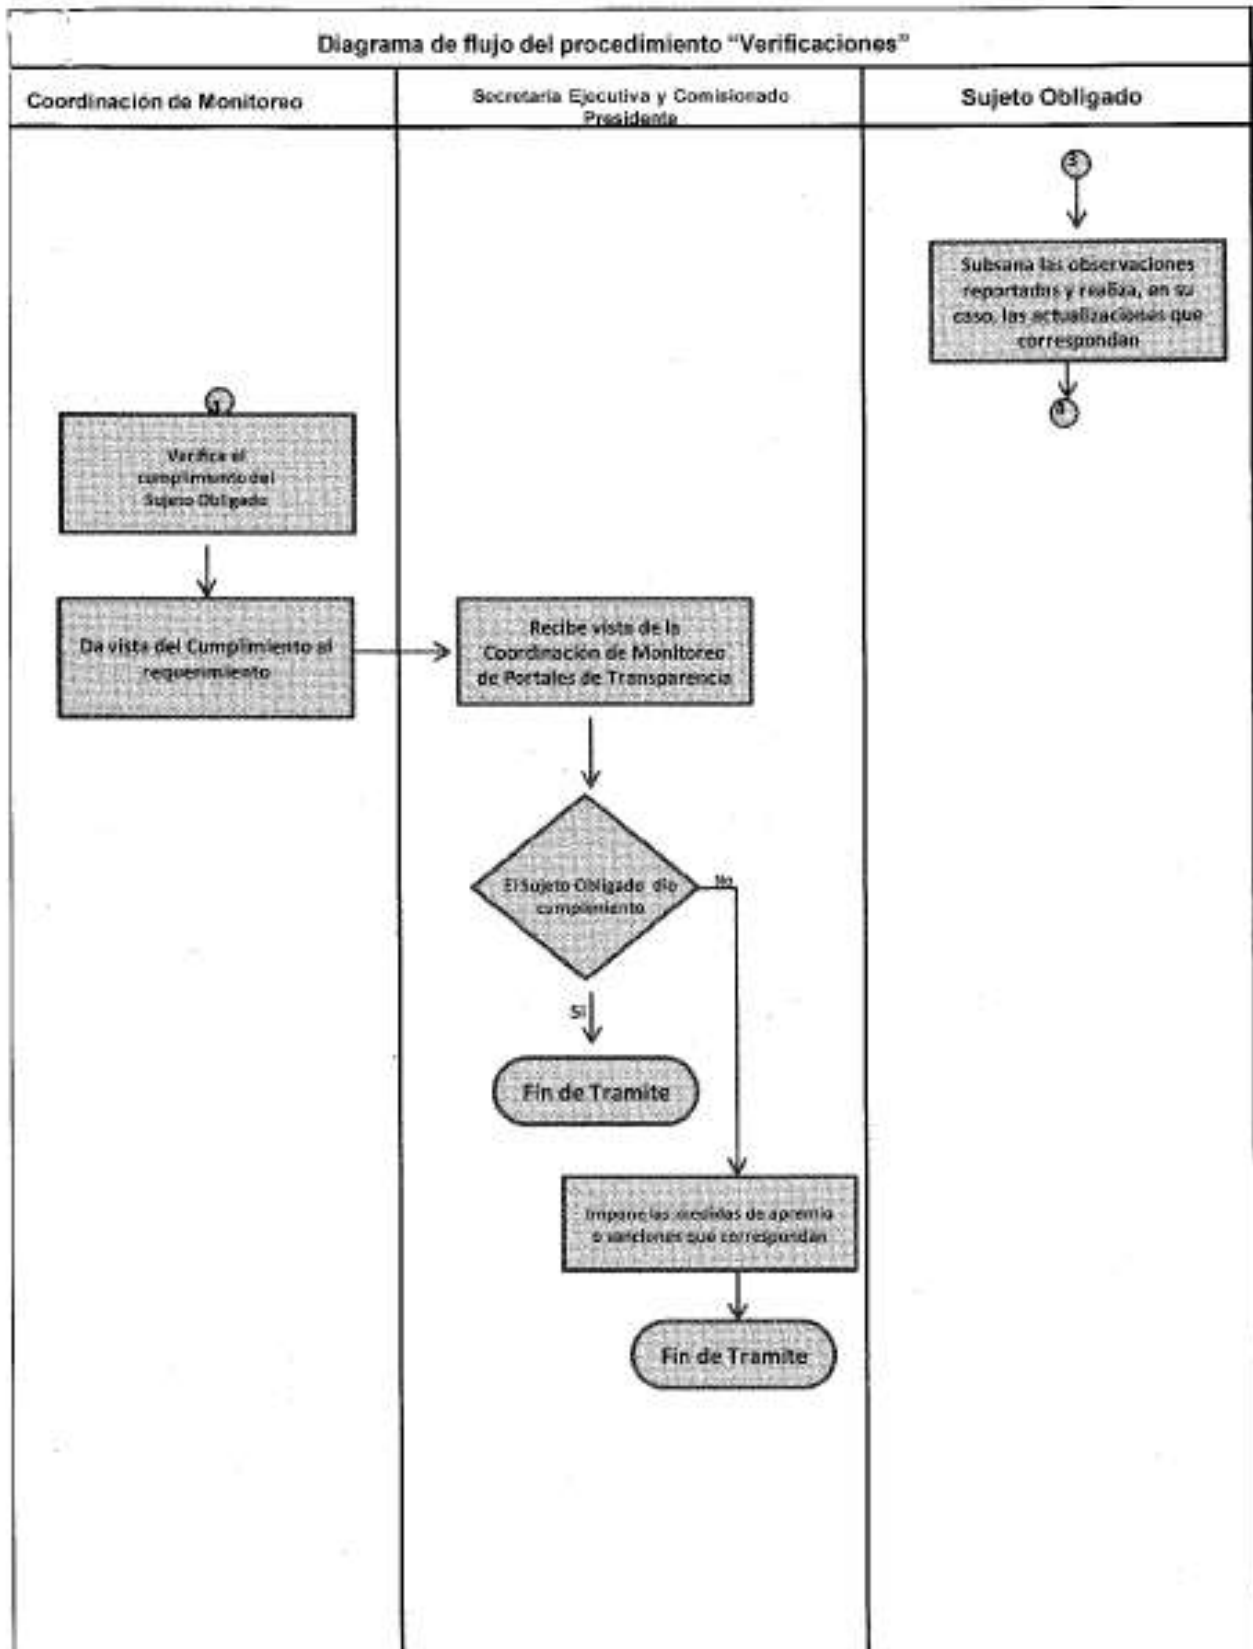 Diagrama de flujo del procedimiento “Verificaciones”
Coordinación de Monitoreo
Secretaria Ejecutiva y Comisionado
Presidente
Sujeto Obligado
3
Subsana las observaciones
reportadas y realiza, en su
caso, las actualizaciones que
correspondan
Verifica el
cumplimiento del
Sujeto Obligado
Da vista del Cumplimiento al
requerimiento
Recibe vista de la
Coordinación de Monitoreo
de Portales de Transparencia
El Sujeto Obligado dio
cumplimiento
No
Si
Fin de Tramite
Impone las medidas de apremio
o sanciones que correspondan
Fin de Tramite